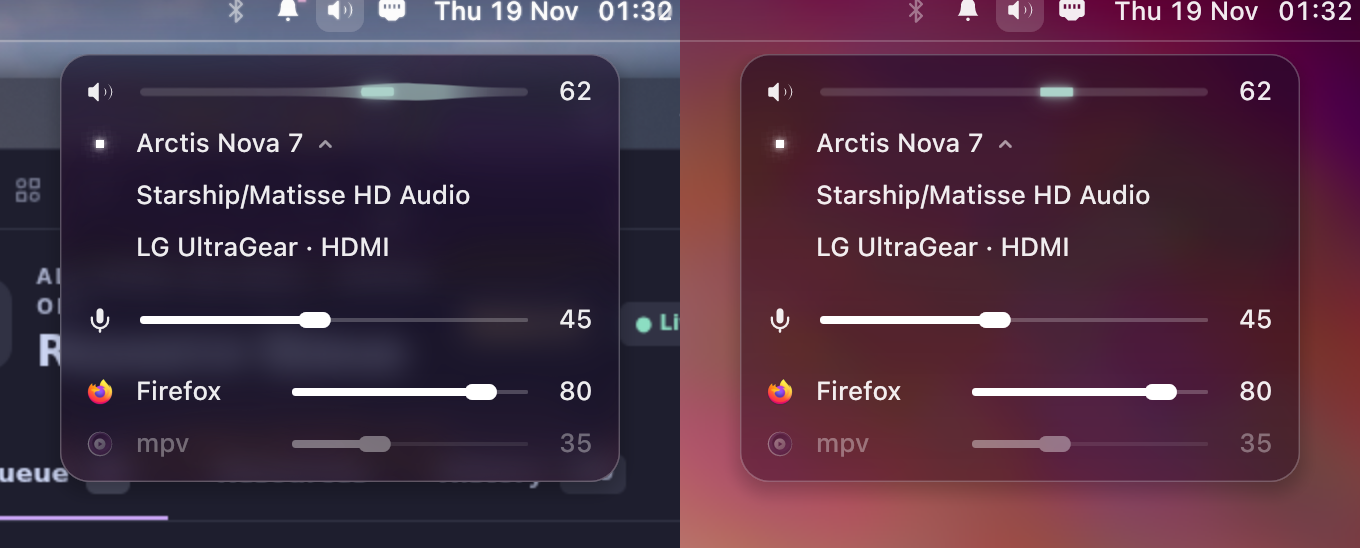 Thu 19 Nov 01:32
62
Arctis Nova 7
Starship/Matisse HD Audio
LG UltraGear · HDMI
45
Firefox 80
mpv 35
Li
ueue
Thu 19 Nov 01:32
62
Arctis Nova 7
Starship/Matisse HD Audio
LG UltraGear · HDMI
45
Firefox 80
mpv 35